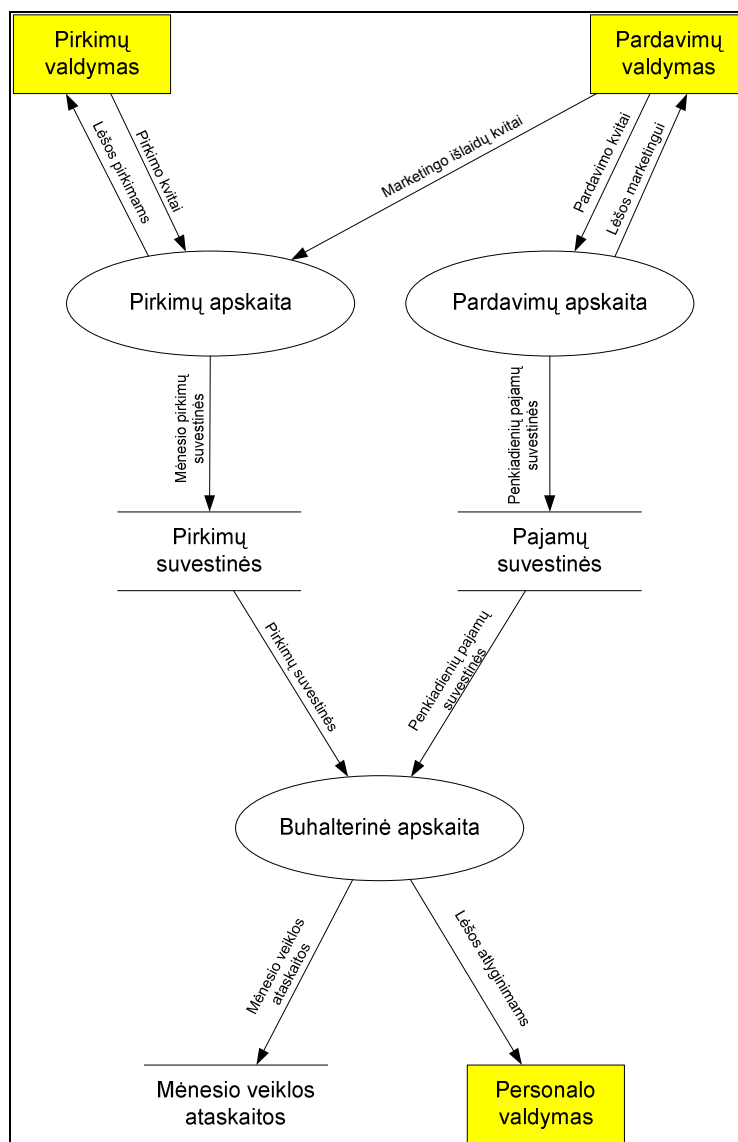 Pirkimų
valdymas
Pardavimų
valdymas
Lėšos pirkimams
Pirkimo kvitai
Marketingo išlaidų kvitai
Pardavimo kvitai
Lėšos marketingui
Pirkimų apskaita
Pardavimų apskaita
Mėnesio pirkimų
suvestinės
Penkiadienių pajamų
suvestinės
Pirkimų
suvestinės
Pajamų
suvestinės
Pirkimų suvestinės
Penkiadienių pajamų
suvestinės
Buhalterinė apskaita
Mėnesio veiklos
ataskaitos
Lėšos atlyginimams
Mėnesio veiklos
ataskaitos
Personalo
valdymas